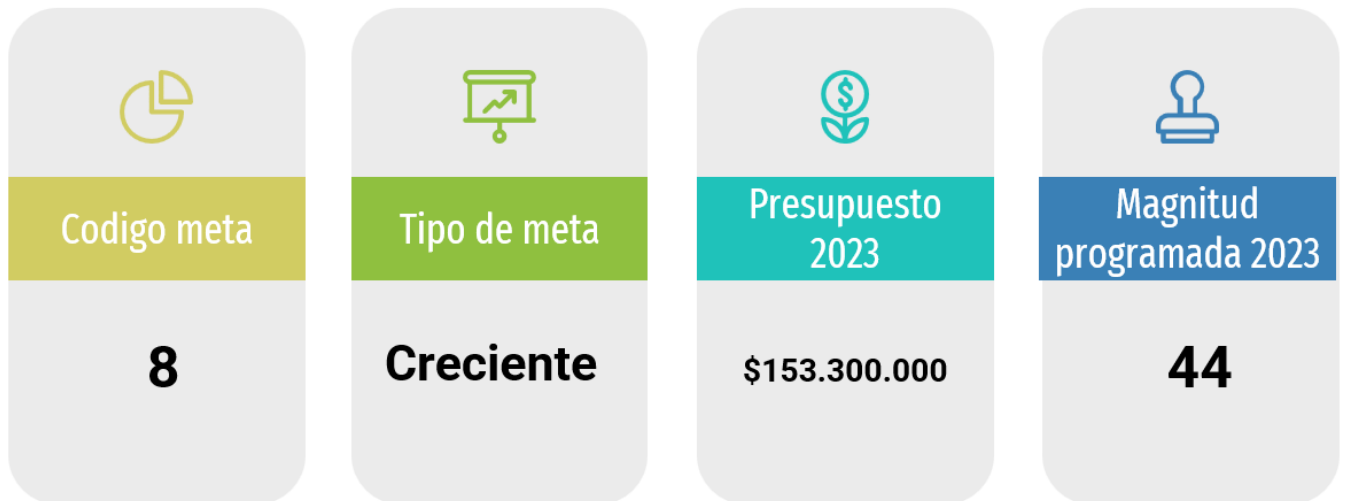 Codigo meta
8
Tipo de meta
Creciente
Presupuesto
2023
$153.300.000
Magnitud
programada 2023
44